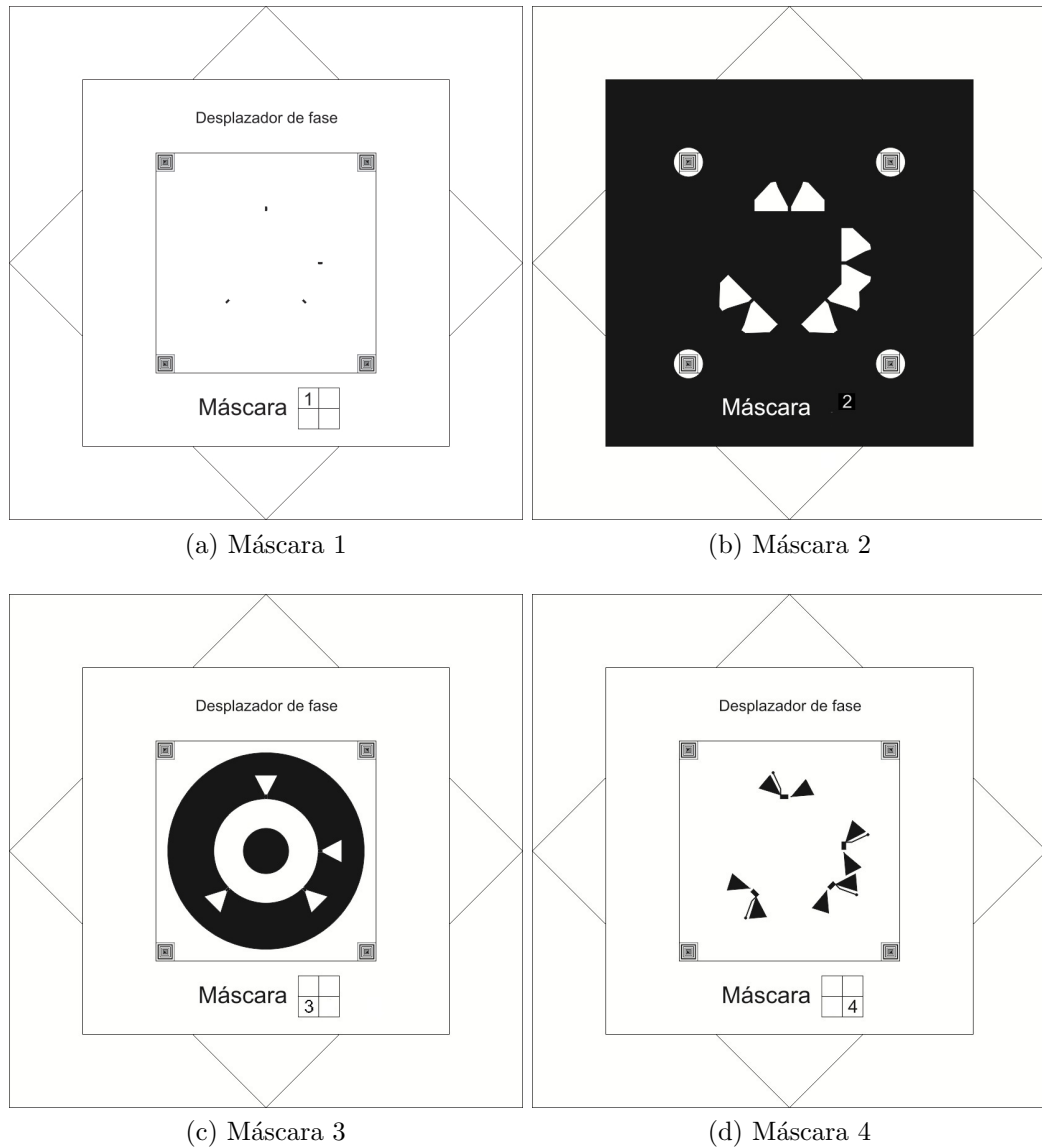 Desplazador de fase
Máscara 1
Máscara 2
(a) Máscara 1
(b) Máscara 2
Desplazador de fase
Desplazador de fase
Máscara 3
Máscara 4
(c) Máscara 3
(d) Máscara 4